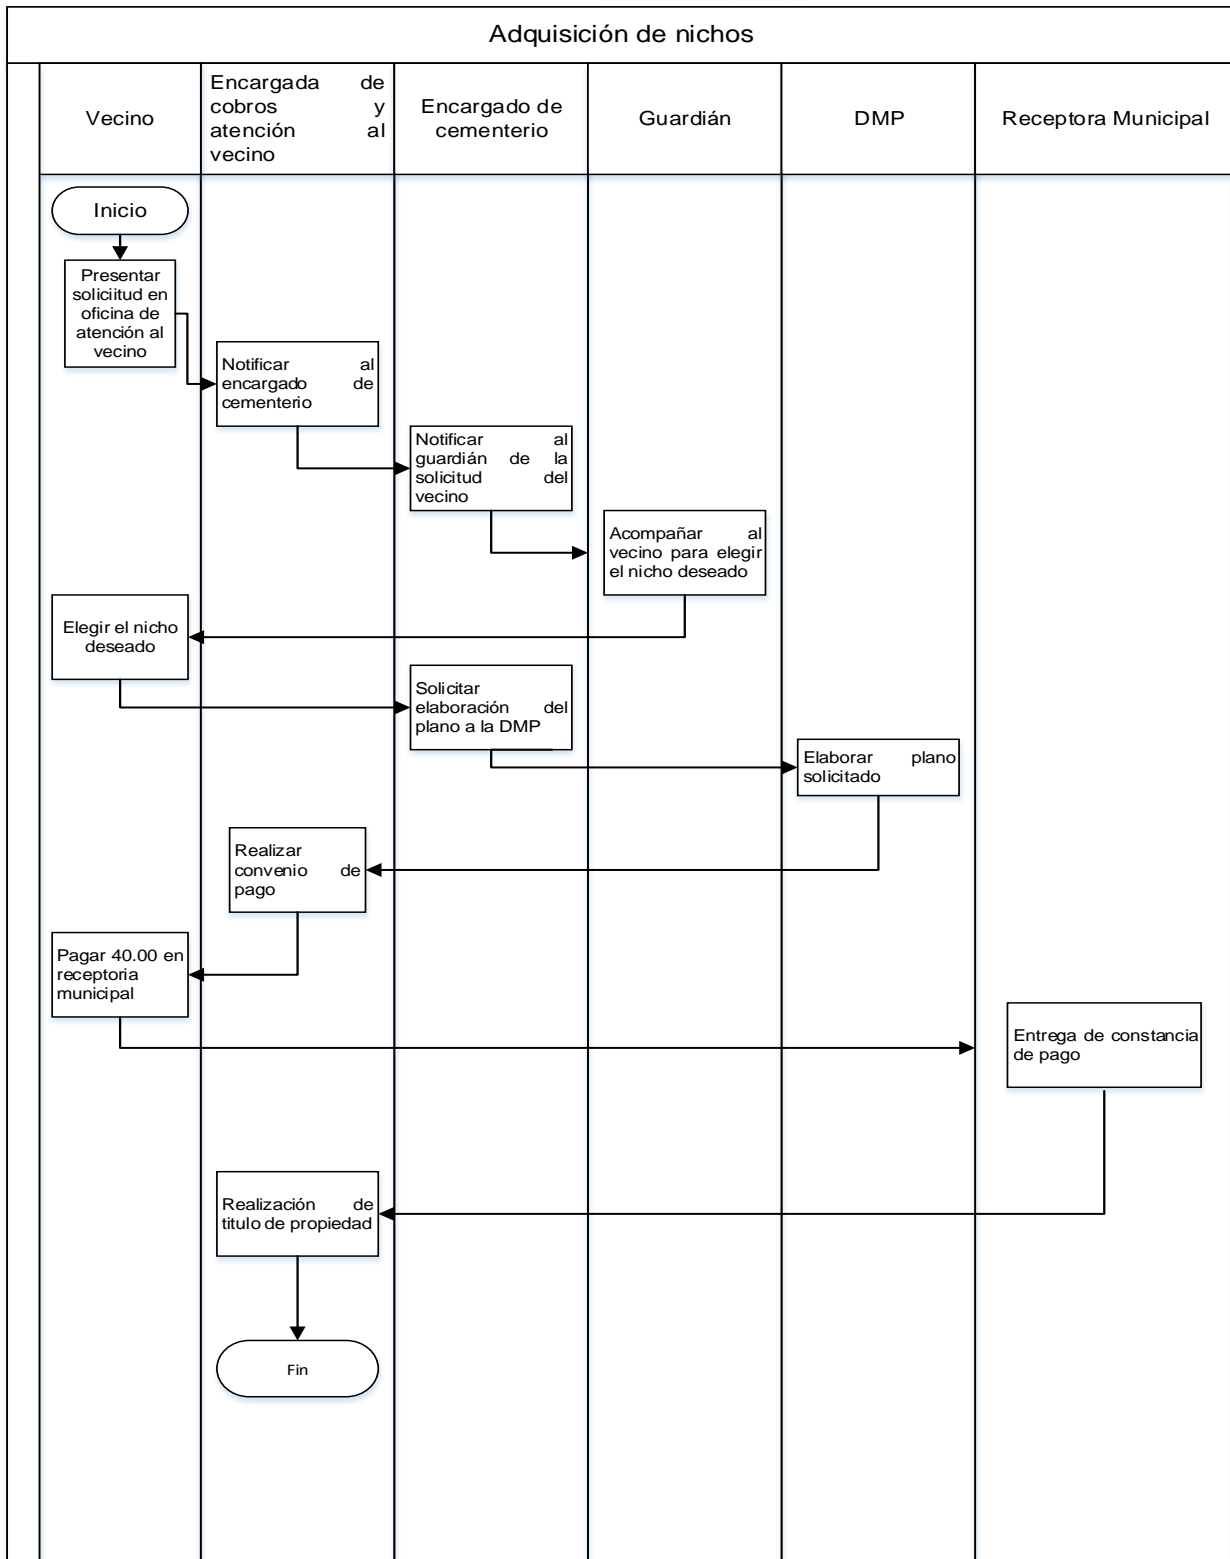 Adquisición de nichos
Vecino
Encargada de
cobros y
atención al
vecino
Encargado de
cementerio
Guardián
DMP
Receptora Municipal
Inicio
Presentar
soliciitud en
oficina de
atención al
vecino
Notificar al
encargado de
cementerio
Notificar al
guardián de la
solicitud del
vecino
Acompañar al
vecino para elegir
el nicho deseado
Elegir el nicho
deseado
Solicitar
elaboración del
plano a la DMP
Elaborar plano
solicitado
Realizar
convenio de
pago
Pagar 40.00 en
receptoria
municipal
Entrega de constancia
de pago
Realización de
titulo de propiedad
Fin